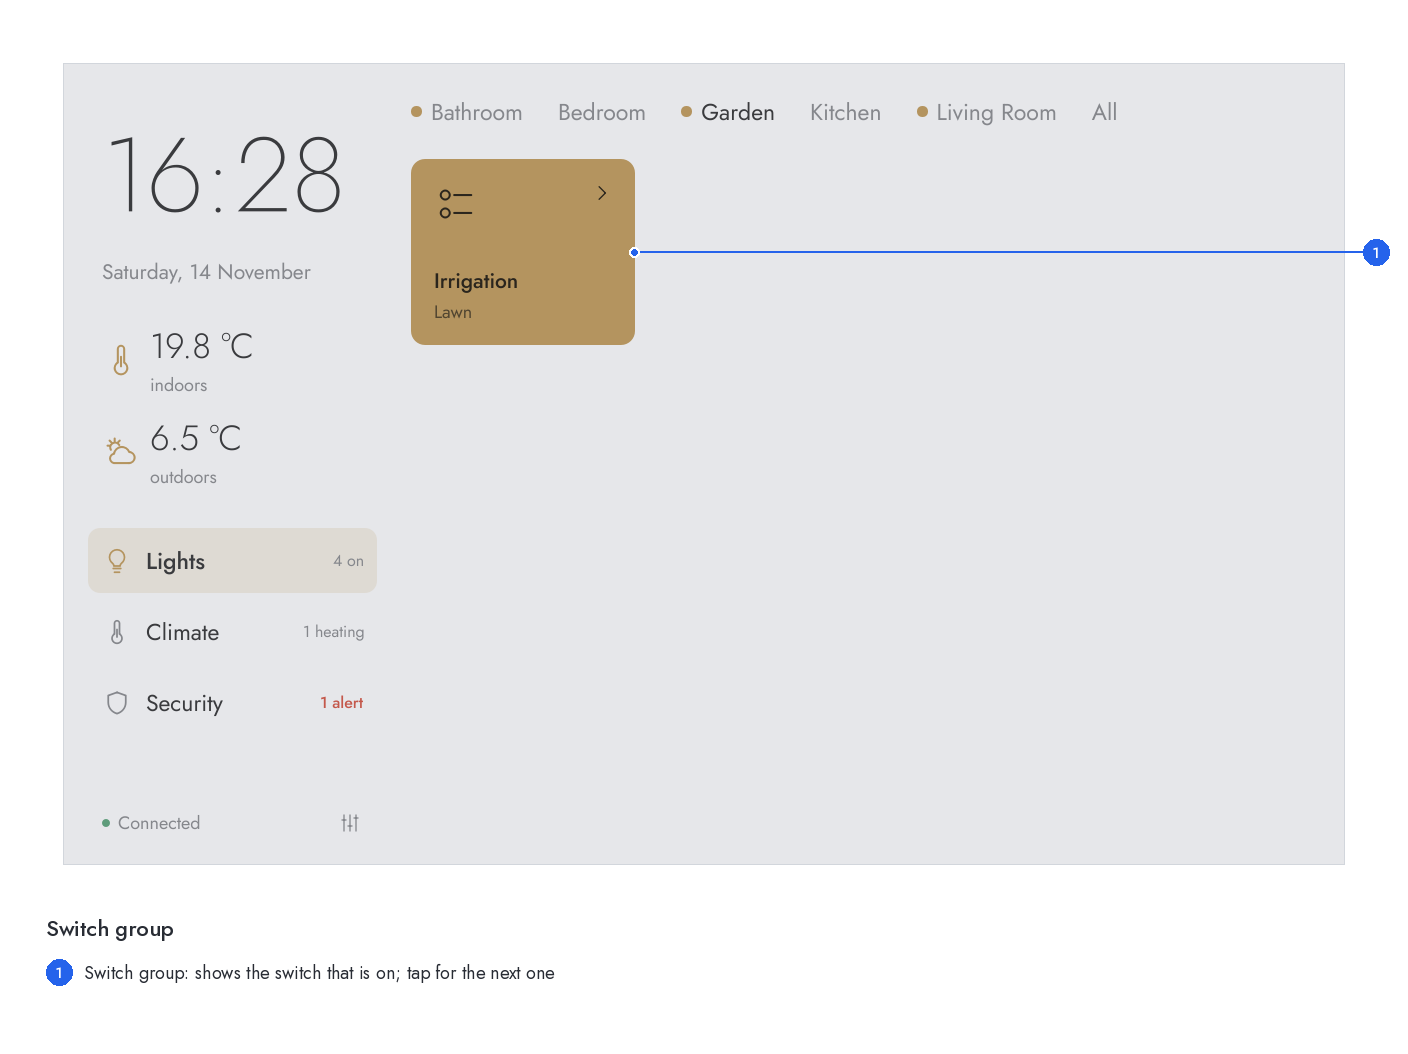 16:28
Saturday, 14 November
19.8 °C
indoors
6.5 °C
outdoors
Lights 4 on
Climate 1 heating
Security 1 alert
Connected
Bathroom Bedroom Garden Kitchen Living Room All
Irrigation
Lawn
1
Switch group
1 Switch group: shows the switch that is on; tap for the next one